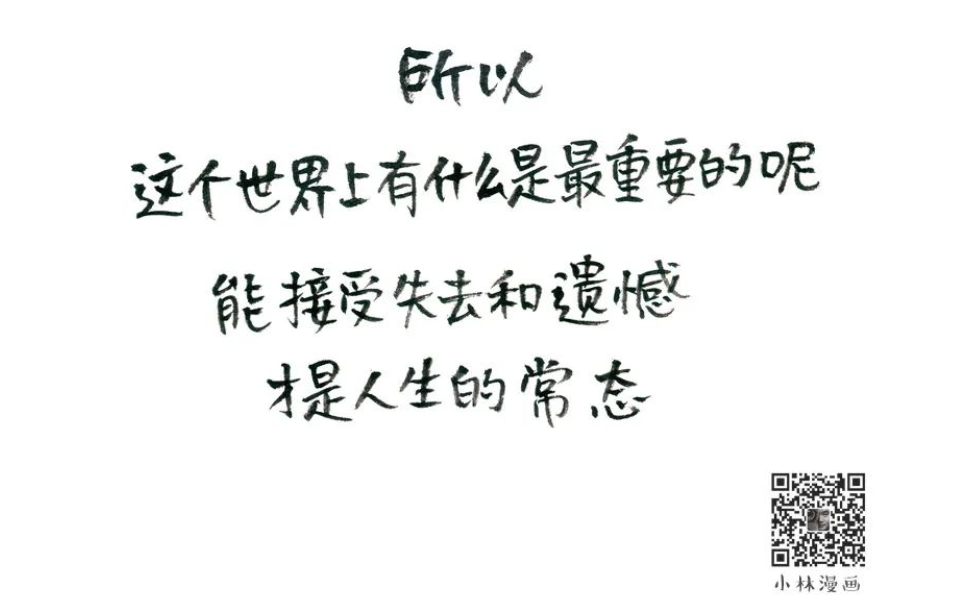 所以
这个世界上有什么是最重要的呢
能接受失去和遗憾
才是人生的常态
小林漫画